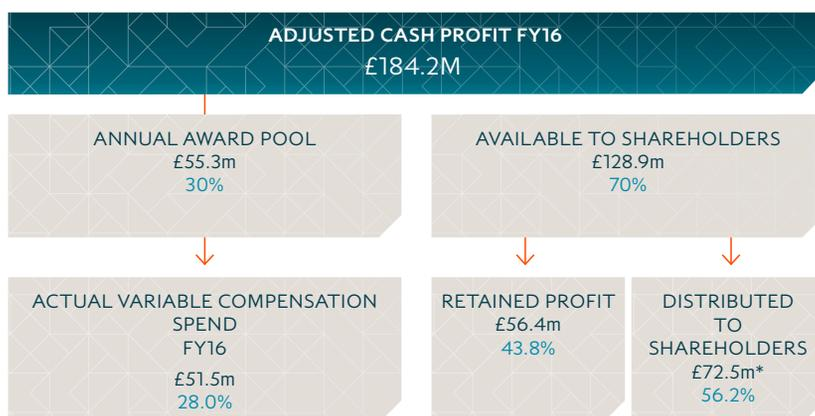 ADJUSTED CASH PROFIT FY16
£184.2M
ANNUAL AWARD POOL
£55.3m
30%
AVAILABLE TO SHAREHOLDERS
£128.9m
70%
ACTUAL VARIABLE COMPENSATION
SPEND
FY16
£51.5m
28.0%
RETAINED PROFIT
£56.4m
43.8%
DISTRIBUTED
TO
SHAREHOLDERS
£72.5m*
56.2%